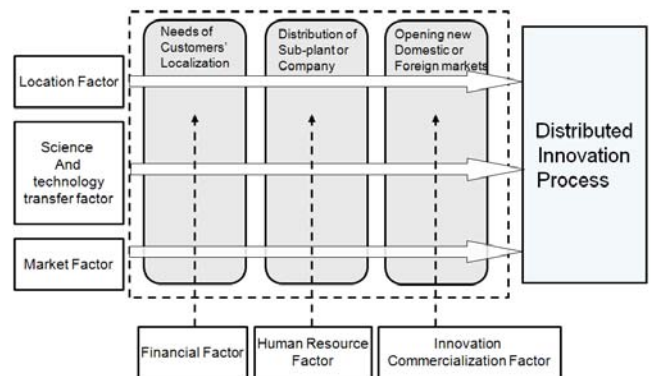 Needs of
Customers'
Localization
Distribution of
Sub-plant or
Company
Opening new
Domestic or
Foreign markets
Location Factor
Science
And
technology
transfer factor
Market Factor
Distributed
Innovation
Process
Financial Factor
Human Resource
Factor
Innovation
Commercialization Factor